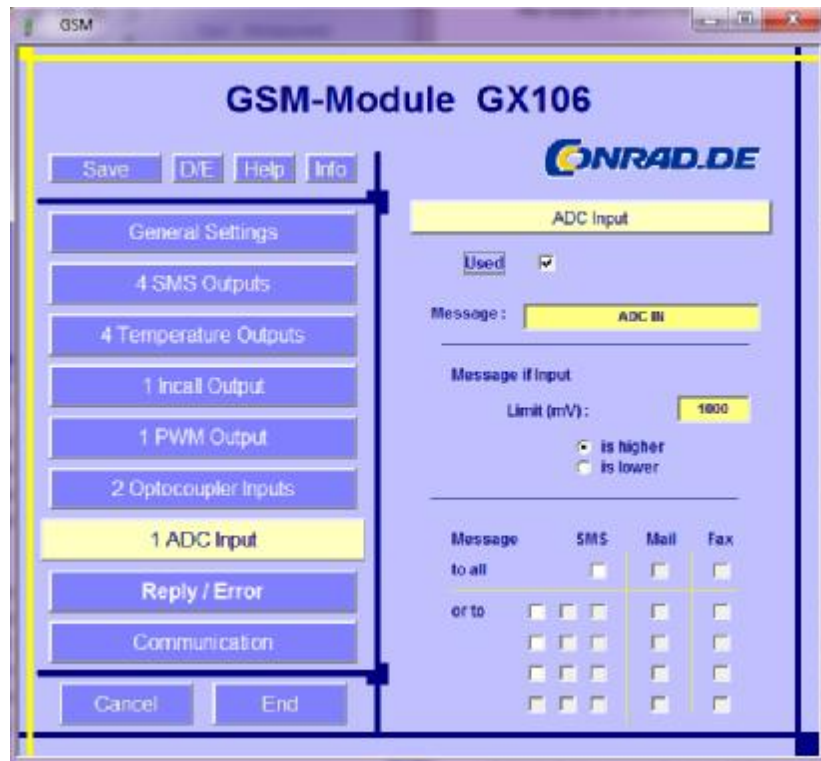 GSM
GSM-Module GX106
CONRAD.DE
Save D/E Help Info
General Settings
4 SMS Outputs
4 Temperature Outputs
1 Incall Output
1 PWM Output
2 Optocoupler Inputs
1 ADC Input
Reply / Error
Communication
Cancel End
ADC Input
Used
Message : ADC IN
Message if Input
Limit (mV) : 1000
is higher
is lower
Message SMS Mail Fax
to all
or to